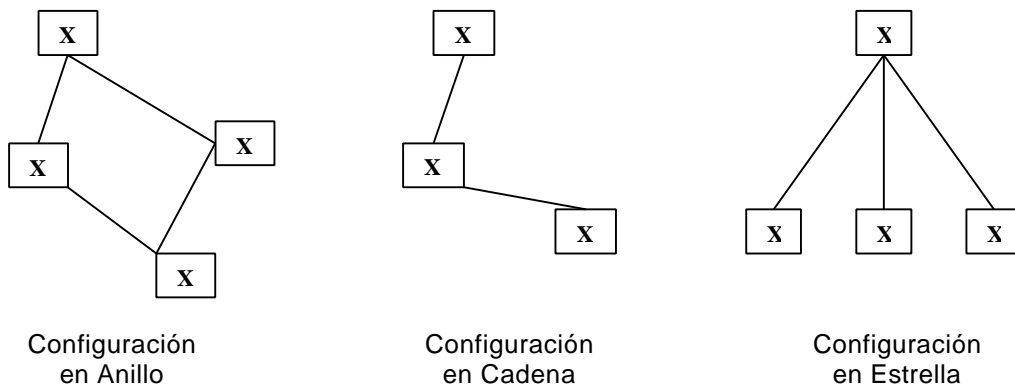 X
X
X
X
Configuración
en Anillo
X
X
X
Configuración
en Cadena
X
X
X
X
Configuración
en Estrella